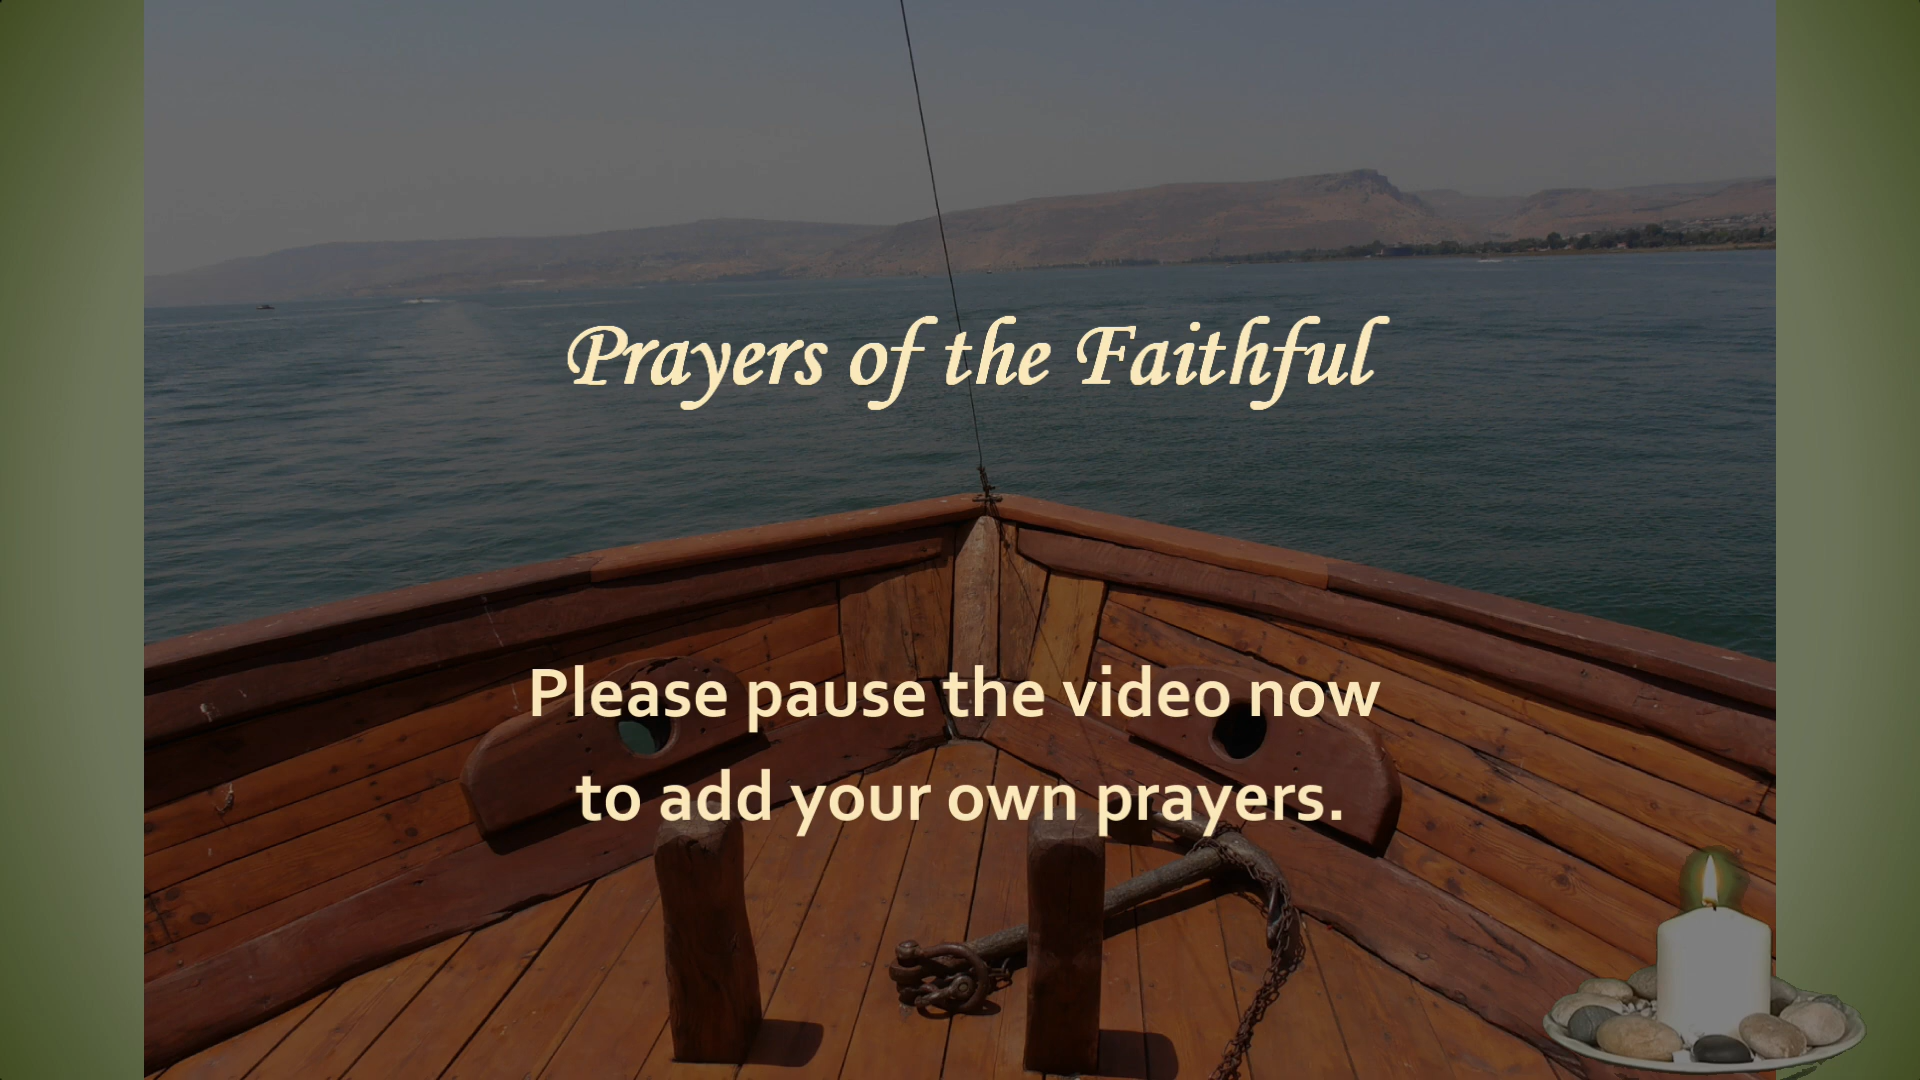 Prayers of the Faithful
Please pause the video now
to add your own prayers.